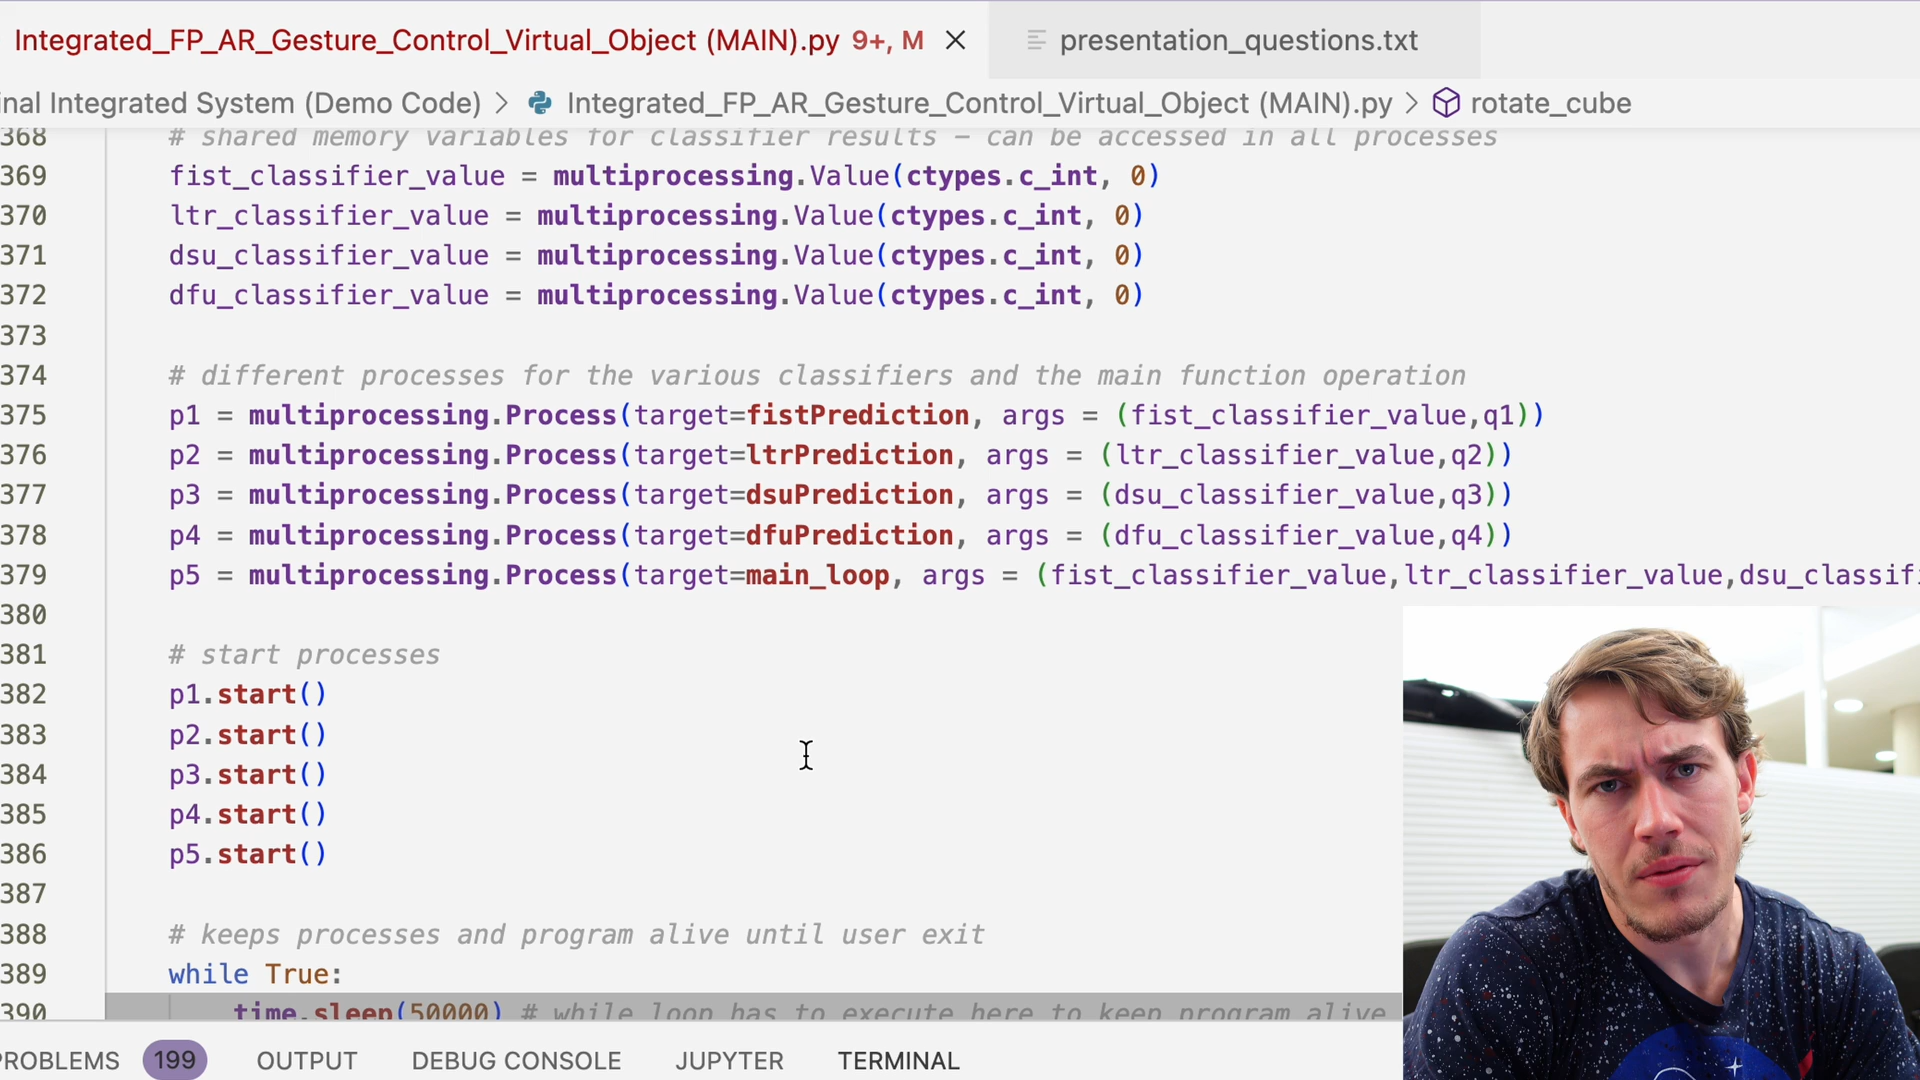 Integrated_FP_AR_Gesture_Control_Virtual_Object (MAIN).py 9+, M
presentation_questions.txt
inal Integrated System (Demo Code) > Integrated_FP_AR_Gesture_Control_Virtual_Object (MAIN).py > rotate_cube
368 # shared memory variables for classifier results – can be accessed in all processes
369 fist_classifier_value = multiprocessing.Value(ctypes.c_int, 0)
370 ltr_classifier_value = multiprocessing.Value(ctypes.c_int, 0)
371 dsu_classifier_value = multiprocessing.Value(ctypes.c_int, 0)
372 dfu_classifier_value = multiprocessing.Value(ctypes.c_int, 0)
373
374 # different processes for the various classifiers and the main function operation
375 p1 = multiprocessing.Process(target=fistPrediction, args = (fist_classifier_value,q1))
376 p2 = multiprocessing.Process(target=ltrPrediction, args = (ltr_classifier_value,q2))
377 p3 = multiprocessing.Process(target=dsuPrediction, args = (dsu_classifier_value,q3))
378 p4 = multiprocessing.Process(target=dfuPrediction, args = (dfu_classifier_value,q4))
379 p5 = multiprocessing.Process(target=main_loop, args = (fist_classifier_value,ltr_classifier_value,dsu_classifi
380
381 # start processes
382 p1.start()
383 p2.start()
384 p3.start()
385 p4.start()
386 p5.start()
387
388 # keeps processes and program alive until user exit
389 while True:
390 time.sleep(50000) # while loop has to execute here to keep program alive
PROBLEMS 199 OUTPUT DEBUG CONSOLE JUPYTER TERMINAL